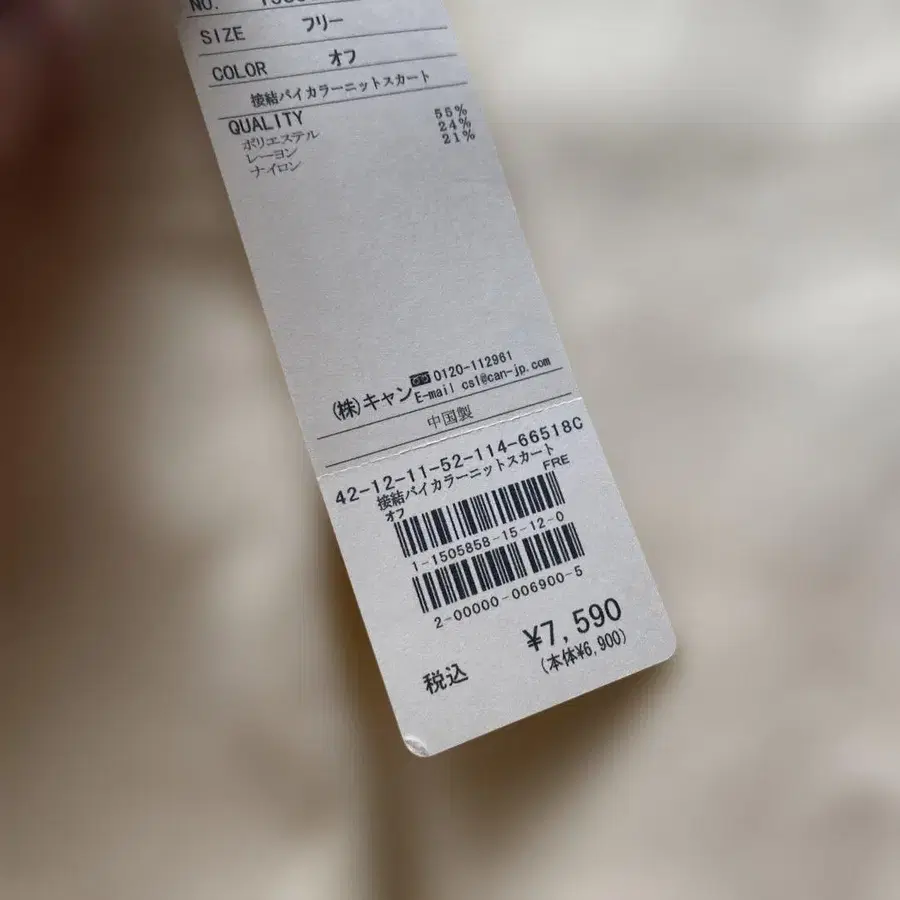 NO.
SIZE フリー
COLOR オフ
接結バイカラーニットスカート
QUALITY
ポリエステル 55%
レーヨン 24%
ナイロン 21%
(株)キャン 0120-112961
E-mail cs1@can-jp.com
中国製
42-12-11-52-114-66518C
接結バイカラーニットスカート
オフ FRE
1-1505858-15-12-0
2-00000-006900-5
¥7,590
(本体¥6,900)
税込